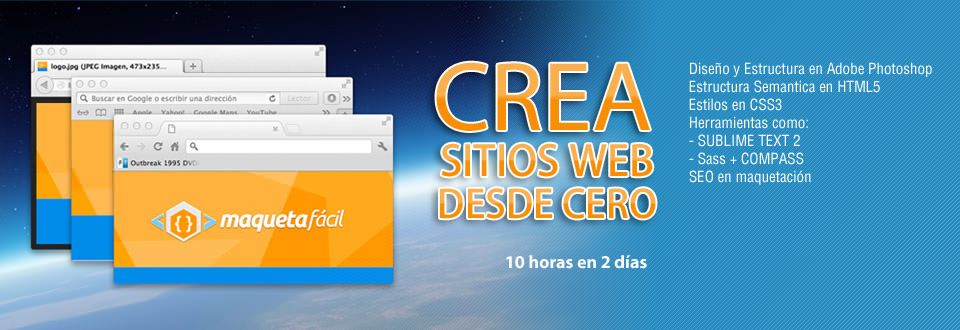 logo.jpg (JPEG Imagen, 473x235...
Buscar en Google o escribir una dirección
Lector
Apple
Yahoo!
Google Maps
YouTube
Outbreak 1995 DVD
maquetafácil
CREA
SITIOS WEB
DESDE CERO
10 horas en 2 días
Diseño y Estructura en Adobe Photoshop
Estructura Semantica en HTML5
Estilos en CSS3
Herramientas como:
- SUBLIME TEXT 2
- Sass + COMPASS
SEO en maquetación